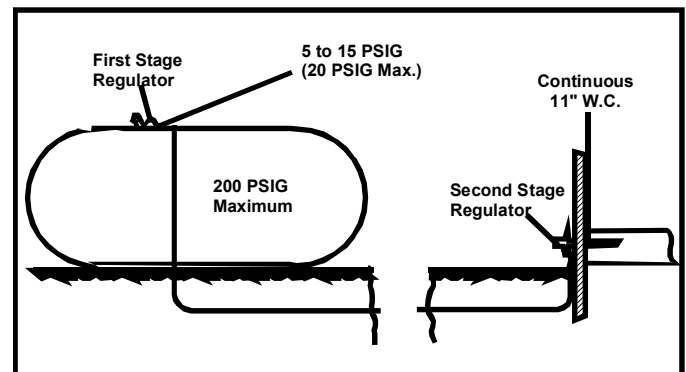 First Stage
Regulator
5 to 15 PSIG
(20 PSIG Max.)
Continuous
11" W.C.
200 PSIG
Maximum
Second Stage
Regulator